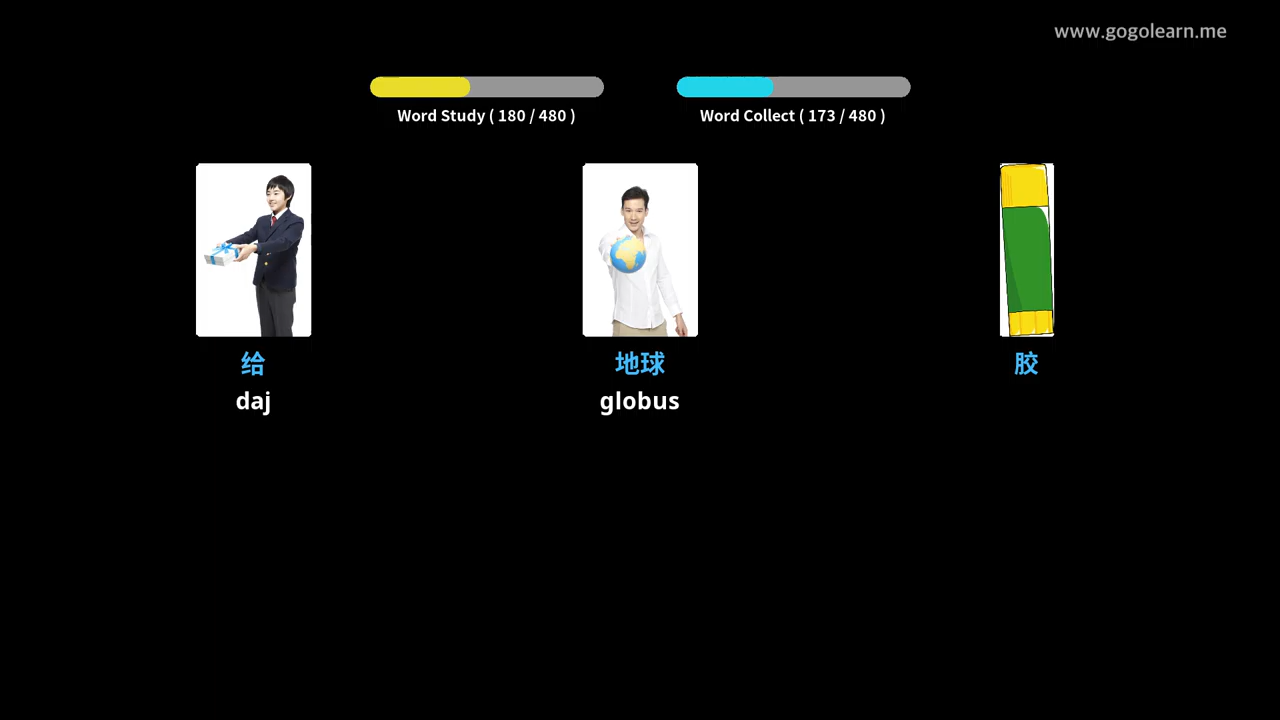 www.gogolearn.me
Word Study ( 180 / 480 )
Word Collect ( 173 / 480 )
给
地球
胶
daj
globus